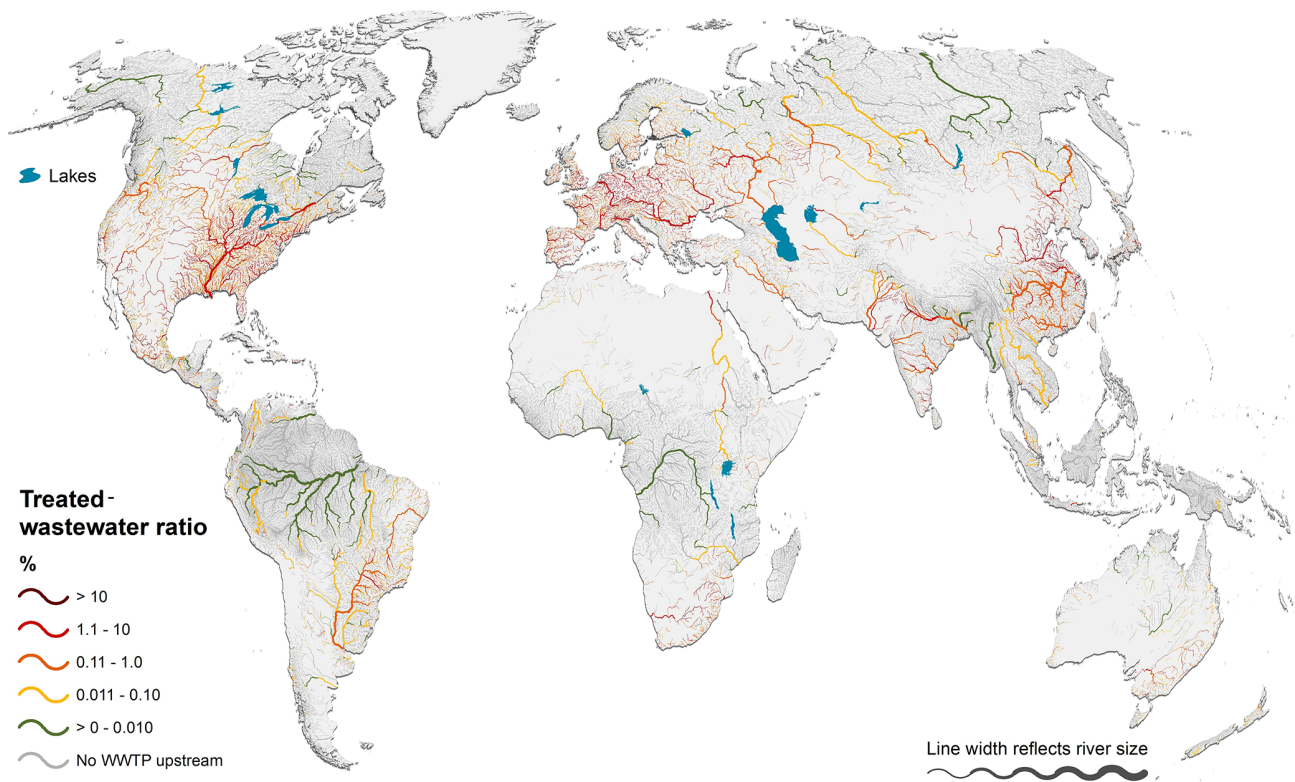 Lakes
Treated-
wastewater ratio
%
> 10
1.1 - 10
0.11 - 1.0
0.011 - 0.10
> 0 - 0.010
No WWTP upstream
Line width reflects river size